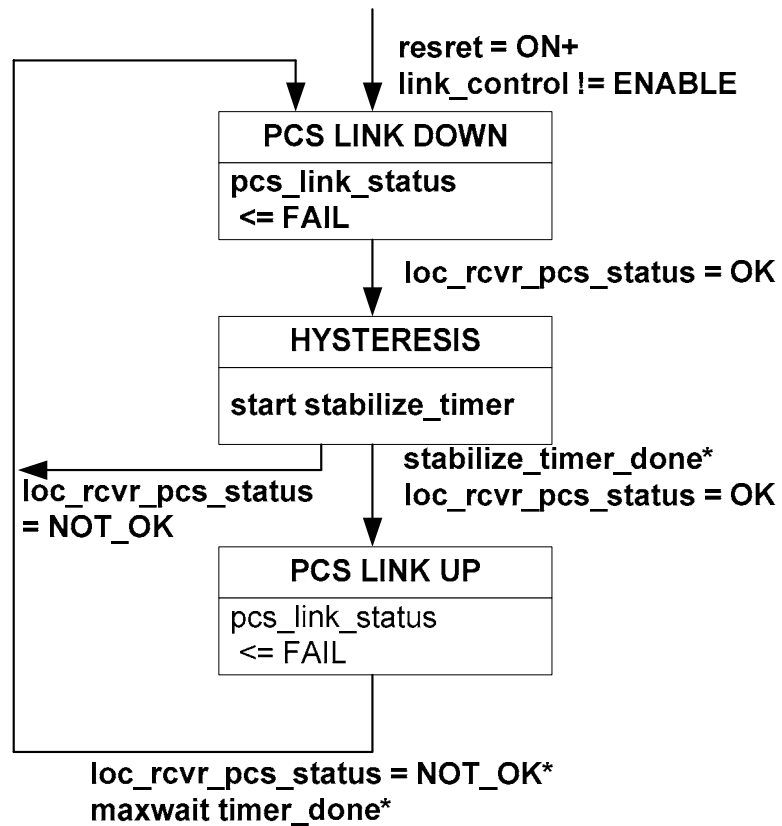 resret = ON+
link_control != ENABLE
PCS LINK DOWN
pcs_link_status
<= FAIL
loc_rcvr_pcs_status = OK
HYSTERESIS
start stabilize_timer
stabilize_timer_done*
loc_rcvr_pcs_status = OK
loc_rcvr_pcs_status
= NOT_OK
PCS LINK UP
pcs_link_status
<= FAIL
loc_rcvr_pcs_status = NOT_OK*
maxwait timer_done*